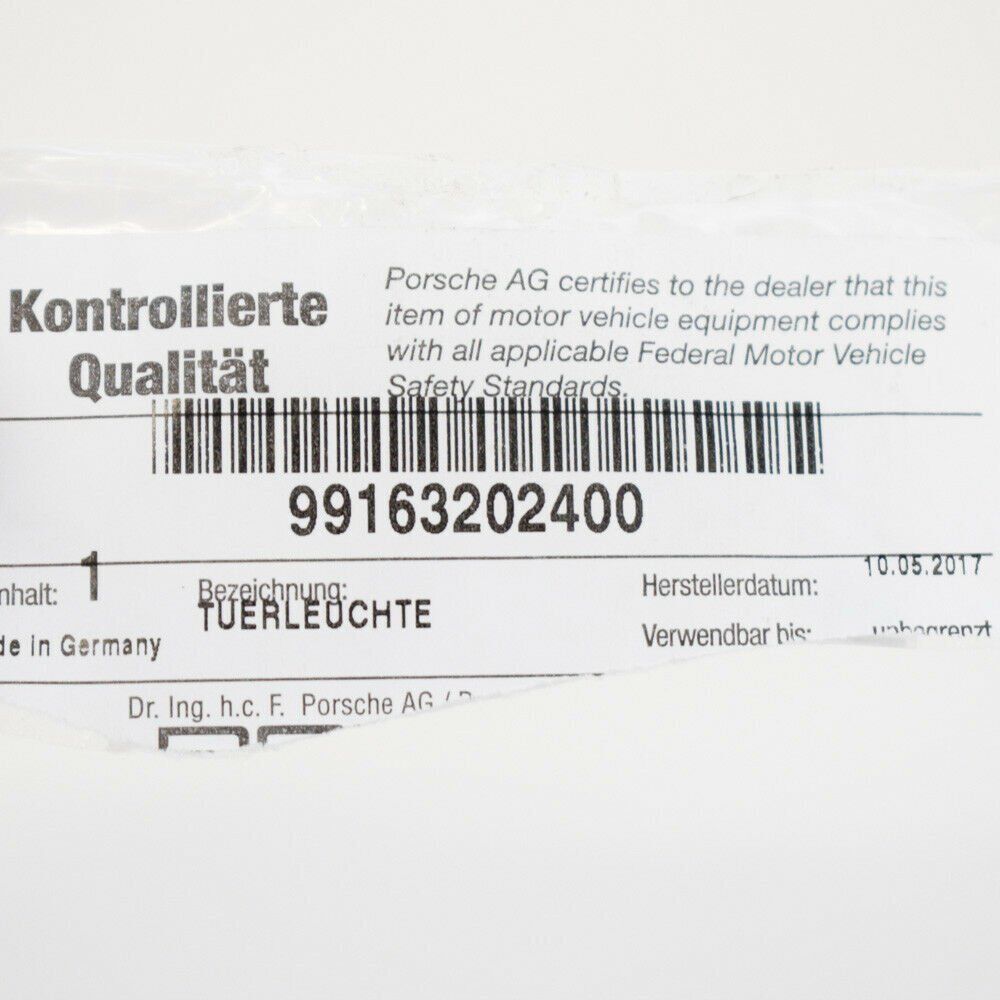 Kontrollierte
Qualität
Porsche AG certifies to the dealer that this
item of motor vehicle equipment complies
with all applicable Federal Motor Vehicle
Safety Standards.
99163202400
nhalt: 1
Bezeichnung:
TUERLEUCHTE
Herstellerdatum: 10.05.2017
de in Germany
Verwendbar bis: unbegrenzt
Dr. Ing. h.c. F. Porsche AG /